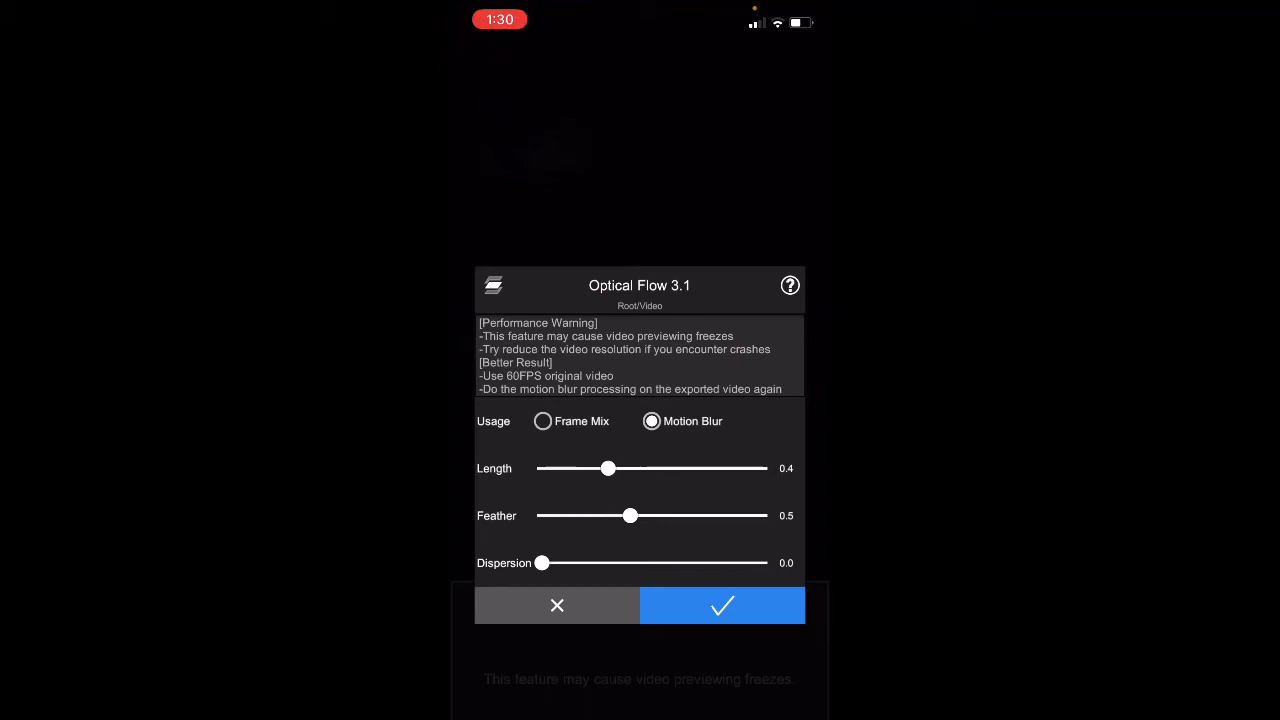 1:30
Optical Flow 3.1
Root/Video
[Performance Warning]
-This feature may cause video previewing freezes
-Try reduce the video resolution if you encounter crashes
[Better Result]
-Use 60FPS original video
-Do the motion blur processing on the exported video again
Usage Frame Mix Motion Blur
Length 0.4
Feather 0.5
Dispersion 0.0
This feature may cause video previewing freezes.